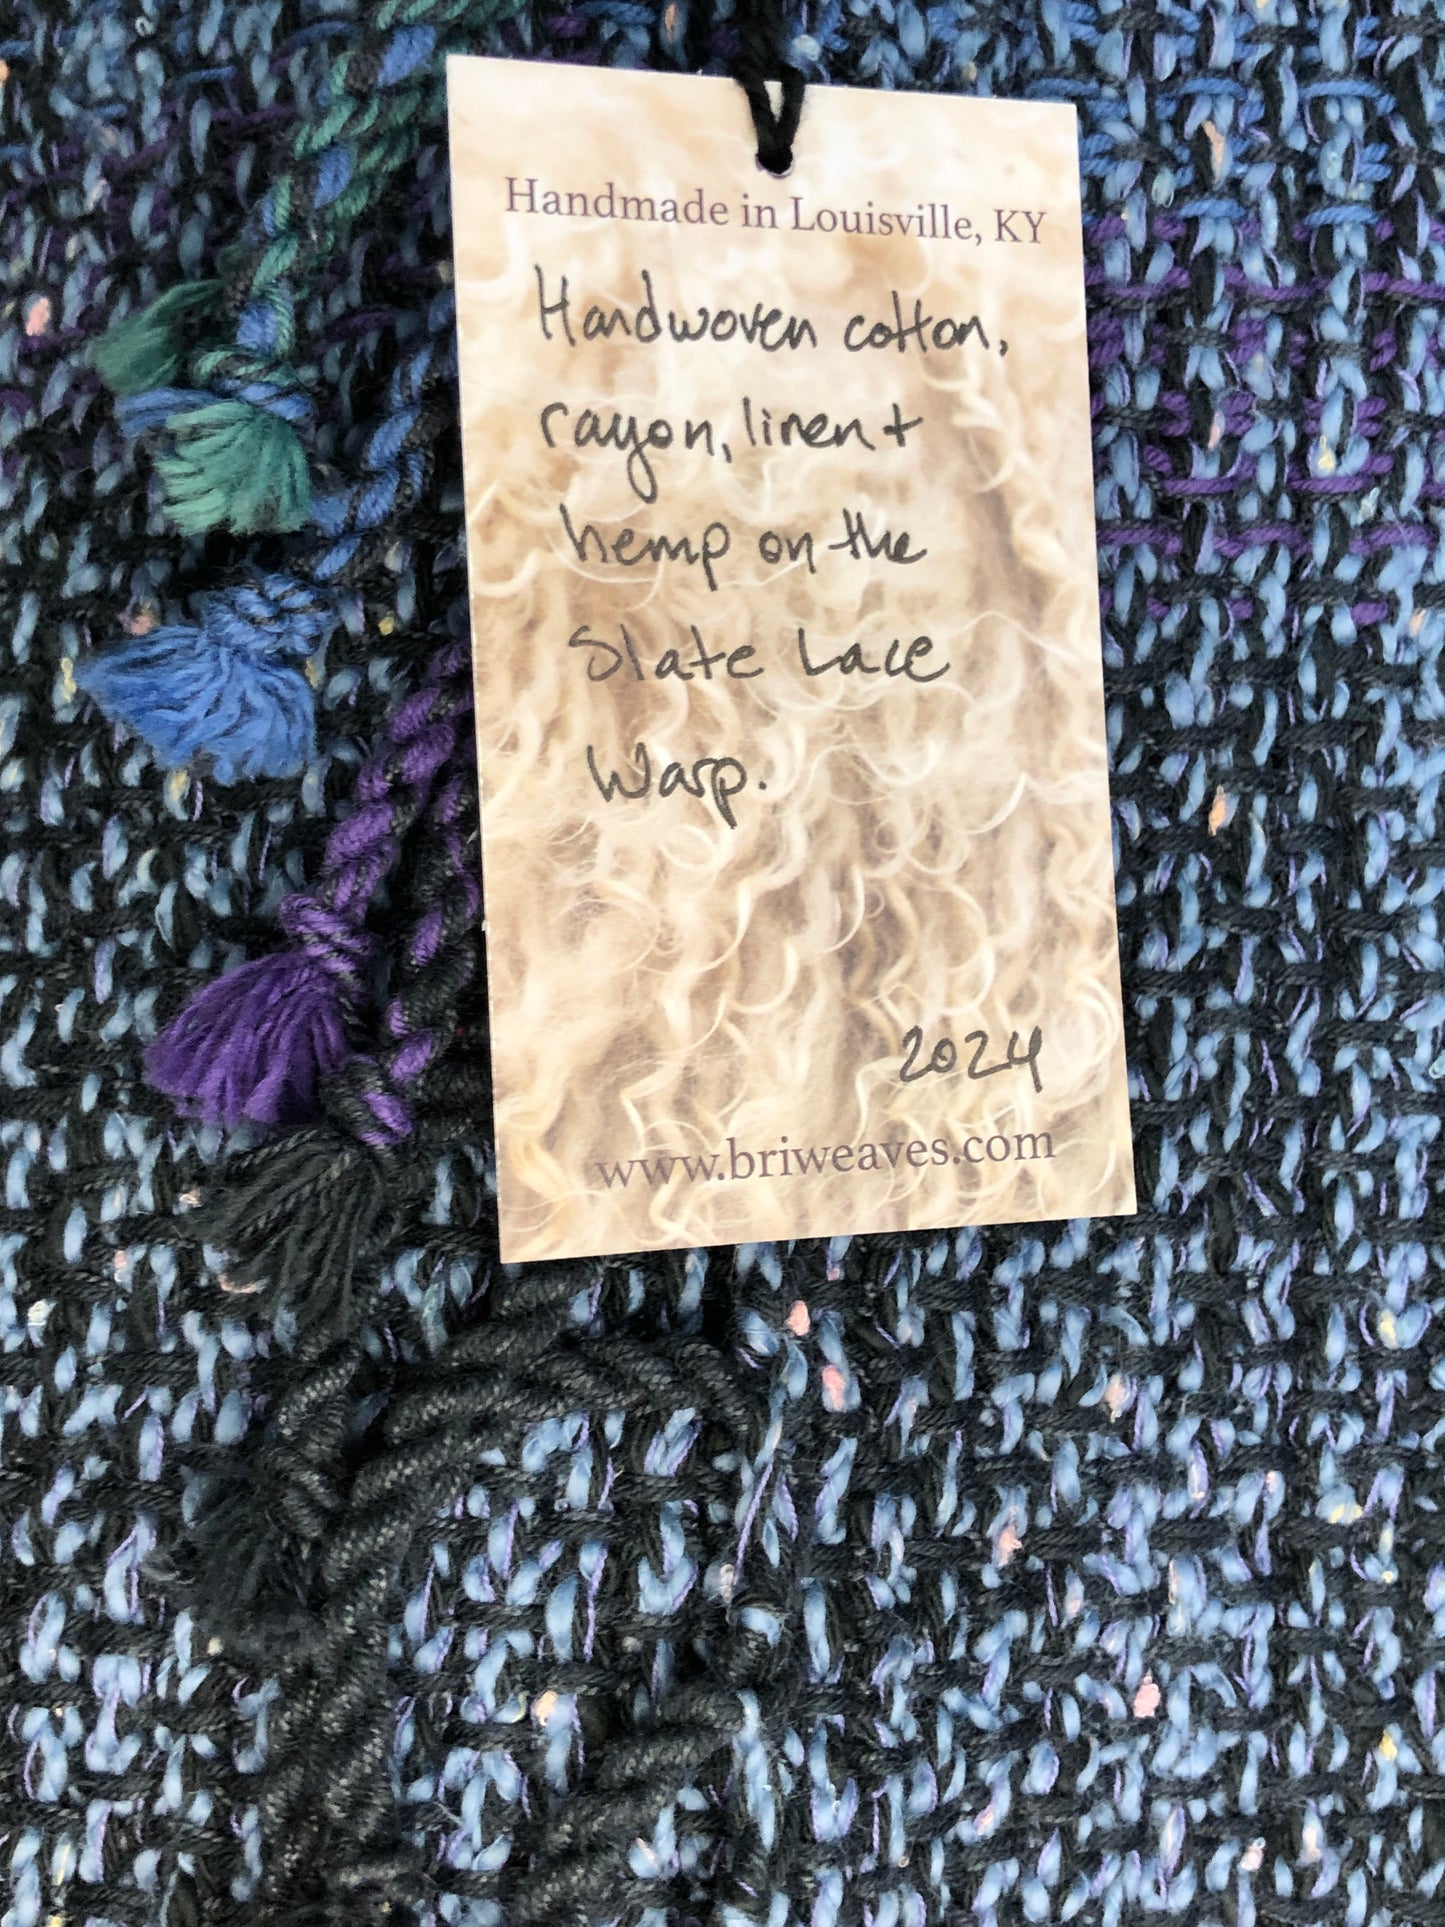 Handmade in Louisville, KY
Handwoven cotton,
rayon, linen +
hemp on the
Slate Lace
Warp.
2024
www.briweaves.com